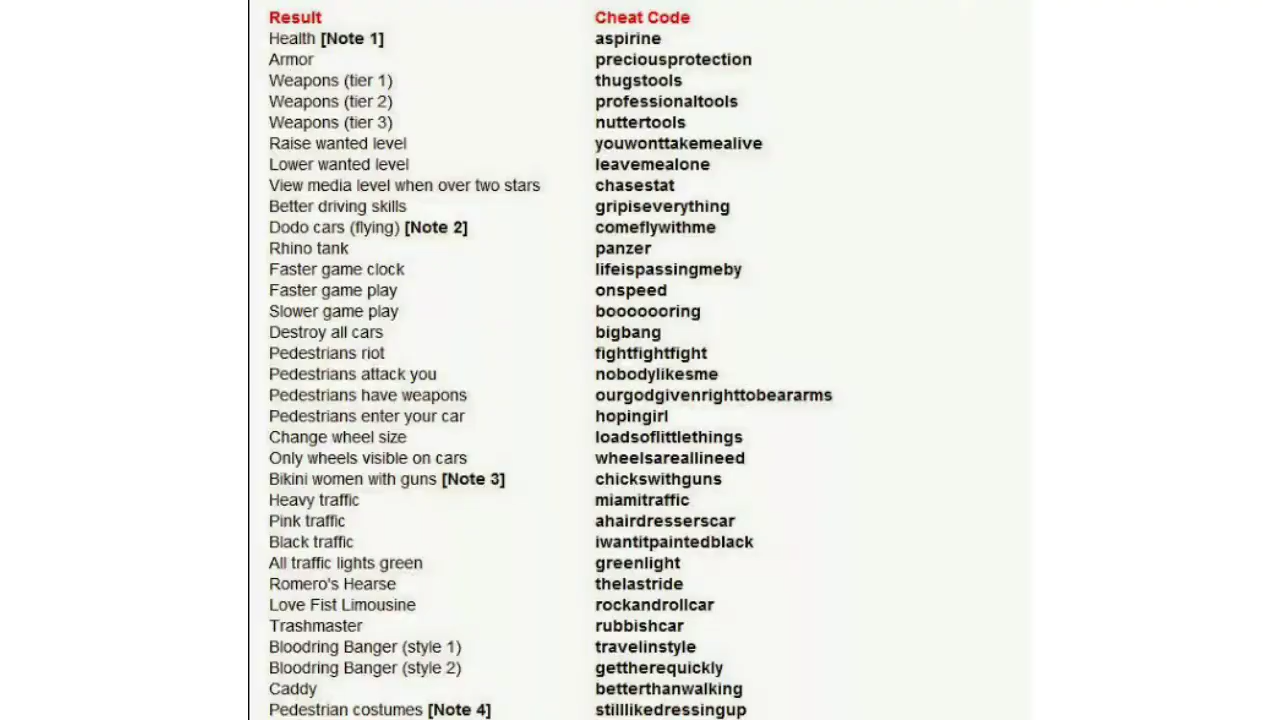 Result Cheat Code
Health [Note 1] aspirine
Armor preciousprotection
Weapons (tier 1) thugstools
Weapons (tier 2) professionaltools
Weapons (tier 3) nuttertools
Raise wanted level youwonttakemealive
Lower wanted level leavemealone
View media level when over two stars chasestat
Better driving skills gripiseverything
Dodo cars (flying) [Note 2] comeflywithme
Rhino tank panzer
Faster game clock lifeispassingmeby
Faster game play onspeed
Slower game play booooooring
Destroy all cars bigbang
Pedestrians riot fightfightfight
Pedestrians attack you nobodylikesme
Pedestrians have weapons ourgodgivenrighttobeararms
Pedestrians enter your car hopingirl
Change wheel size loadsoflittlethings
Only wheels visible on cars wheelsareallineed
Bikini women with guns [Note 3] chickswithguns
Heavy traffic miamitraffic
Pink traffic ahairdresserscar
Black traffic iwantitpaintedblack
All traffic lights green greenlight
Romero's Hearse thelastride
Love Fist Limousine rockandrollcar
Trashmaster rubbishcar
Bloodring Banger (style 1) travelinstyle
Bloodring Banger (style 2) gettherequickly
Caddy betterthanwalking
Pedestrian costumes [Note 4] stilllikedressingup